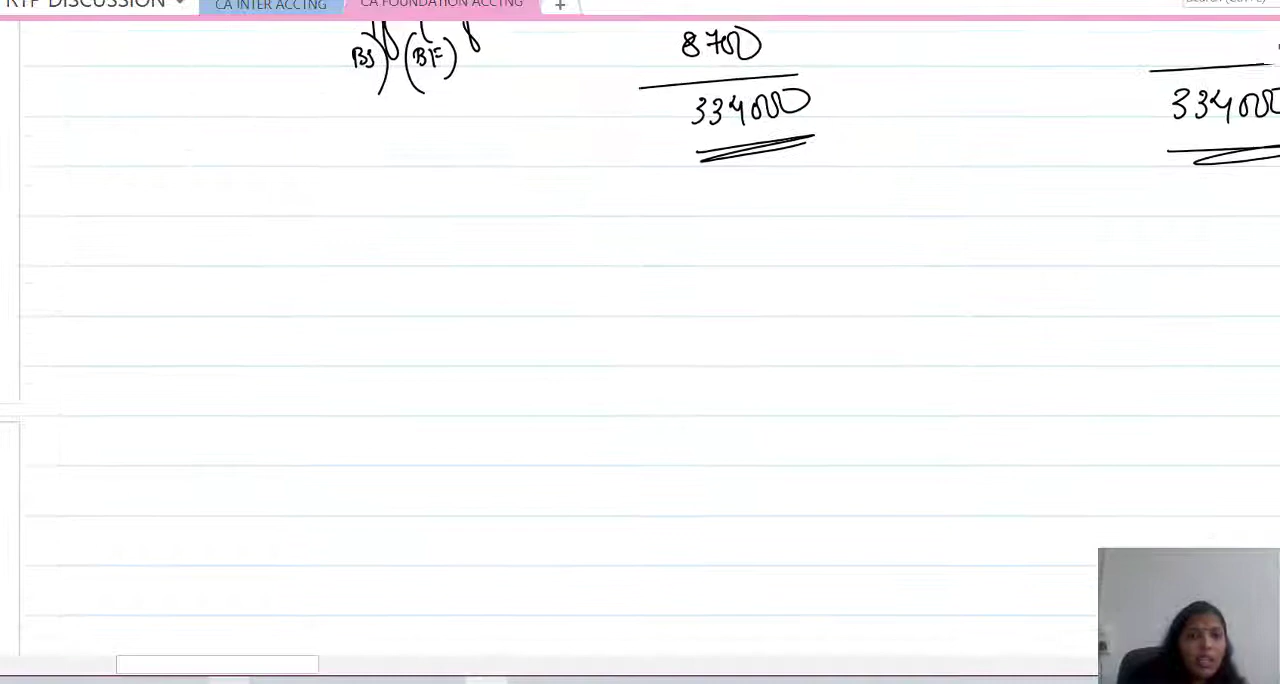 RTP DISCUSSION CA INTER ACCTNG CA FOUNDATION ACCTNG +
BS) (BF) 8700
334000 334000